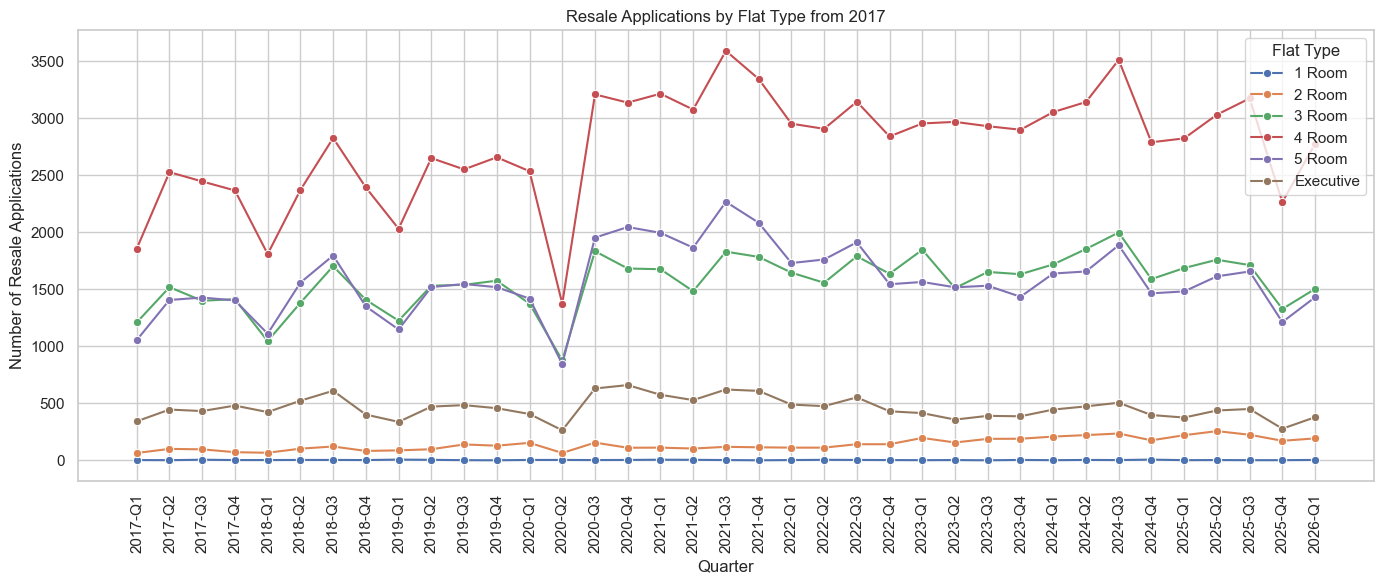 Resale Applications by Flat Type from 2017
Number of Resale Applications
3500
3000
2500
2000
1500
1000
500
0
Flat Type
1 Room
2 Room
3 Room
4 Room
5 Room
Executive
2017-Q1
2017-Q2
2017-Q3
2017-Q4
2018-Q1
2018-Q2
2018-Q3
2018-Q4
2019-Q1
2019-Q2
2019-Q3
2019-Q4
2020-Q1
2020-Q2
2020-Q3
2020-Q4
2021-Q1
2021-Q2
2021-Q3
2021-Q4
2022-Q1
2022-Q2
2022-Q3
2022-Q4
2023-Q1
2023-Q2
2023-Q3
2023-Q4
2024-Q1
2024-Q2
2024-Q3
2024-Q4
2025-Q1
2025-Q2
2025-Q3
2025-Q4
2026-Q1
Quarter